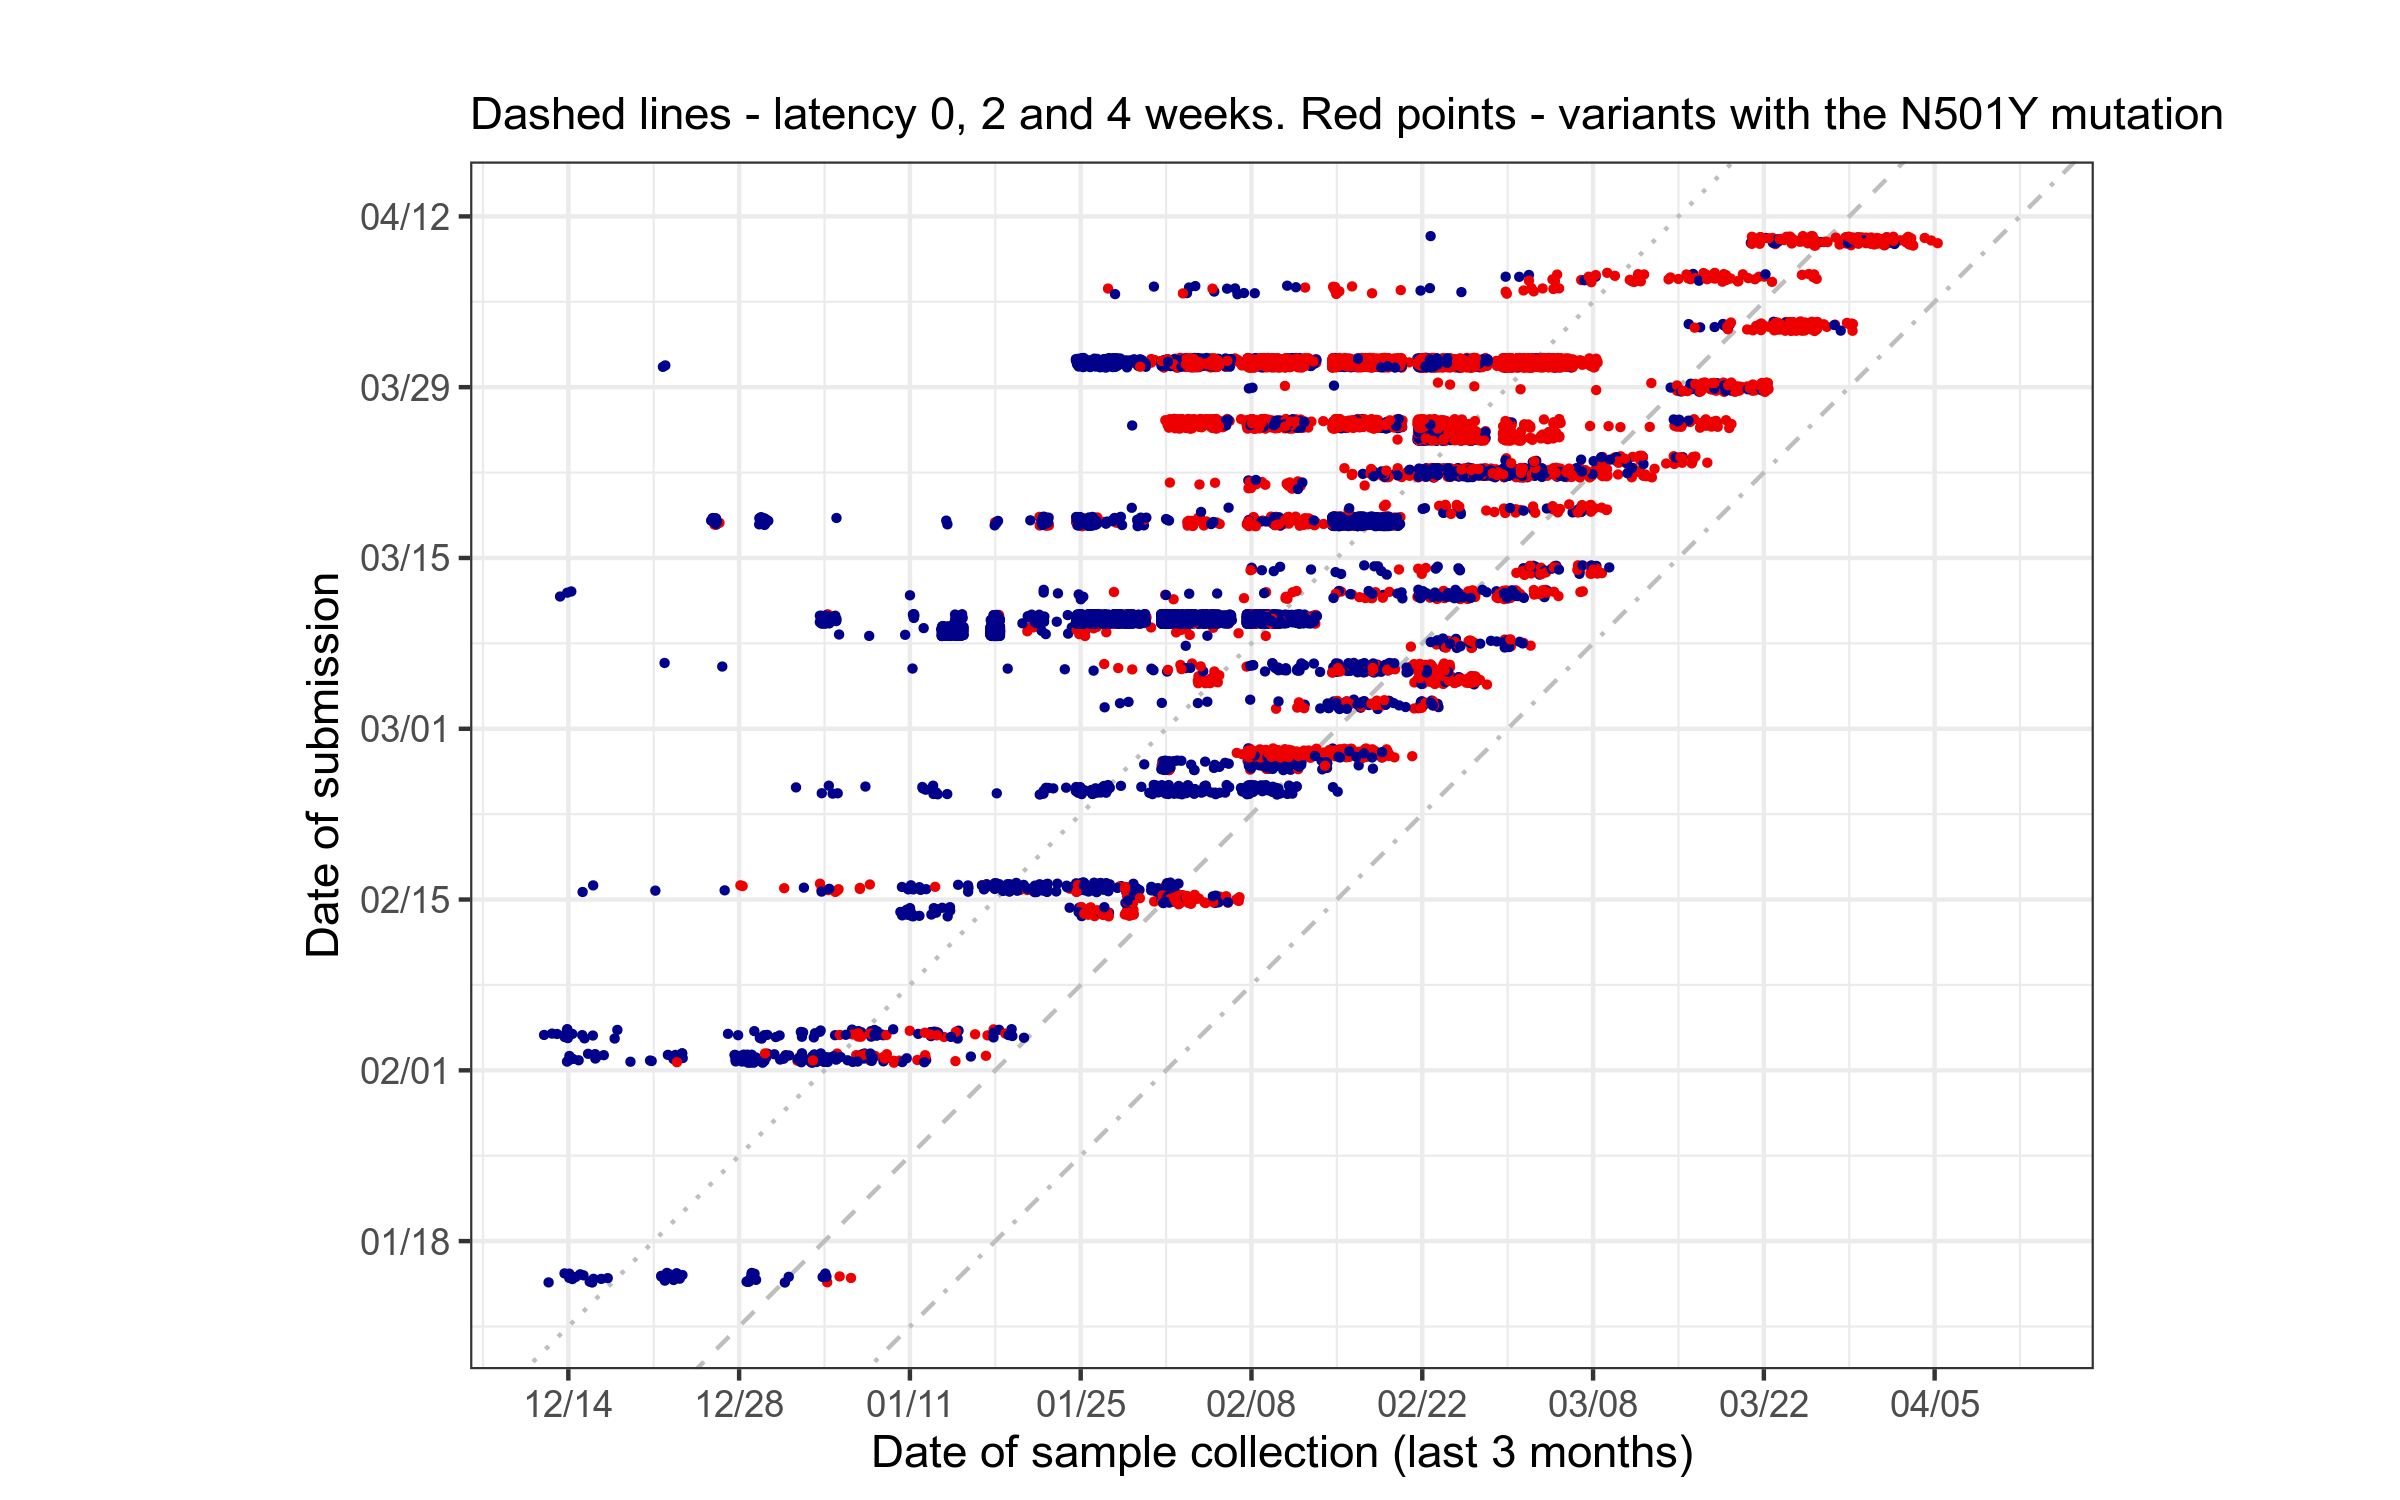 Dashed lines - latency 0, 2 and 4 weeks. Red points - variants with the N501Y mutation
Date of submission
04/12
03/29
03/15
03/01
02/15
02/01
01/18
12/14 12/28 01/11 01/25 02/08 02/22 03/08 03/22 04/05
Date of sample collection (last 3 months)